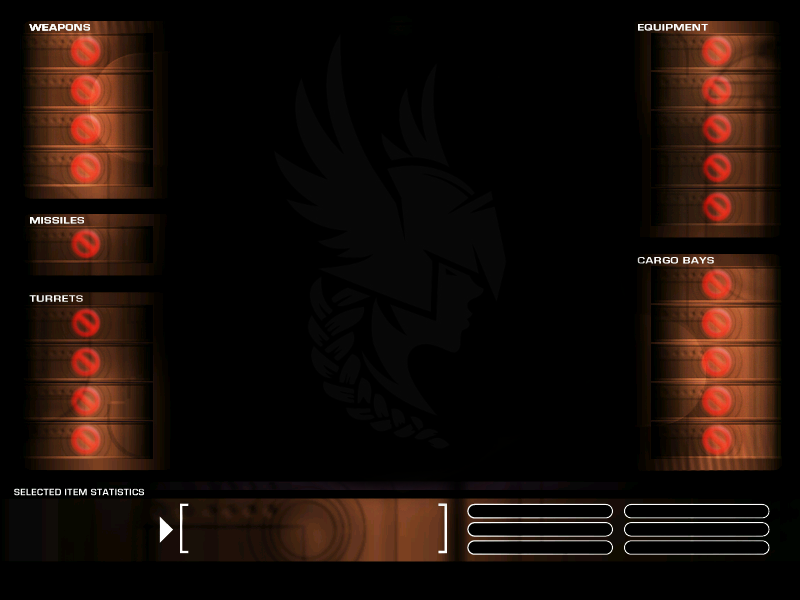 WEAPONS
MISSILES
TURRETS
EQUIPMENT
CARGO BAYS
SELECTED ITEM STATISTICS